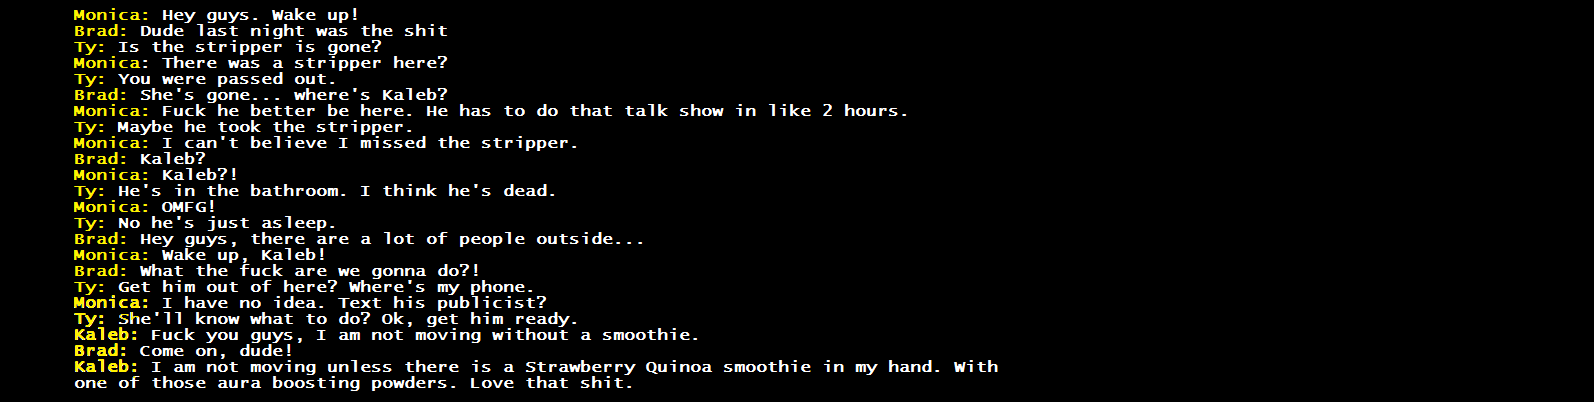 Monica: Hey guys. Wake up!
Brad: Dude last night was the shit
Ty: Is the stripper is gone?
Monica: There was a stripper here?
Ty: You were passed out.
Brad: She's gone... where's Kaleb?
Monica: Fuck he better be here. He has to do that talk show in like 2 hours.
Ty: Maybe he took the stripper.
Monica: I can't believe I missed the stripper.
Brad: Kaleb?
Monica: Kaleb?!
Ty: He's in the bathroom. I think he's dead.
Monica: OMFG!
Ty: No he's just asleep.
Brad: Hey guys, there are a lot of people outside...
Monica: Wake up, Kaleb!
Brad: What the fuck are we gonna do?!
Ty: Get him out of here? Where's my phone.
Monica: I have no idea. Text his publicist?
Ty: She'll know what to do? Ok, get him ready.
Kaleb: Fuck you guys, I am not moving without a smoothie.
Brad: Come on, dude!
Kaleb: I am not moving unless there is a Strawberry Quinoa smoothie in my hand. With
one of those aura boosting powders. Love that shit.